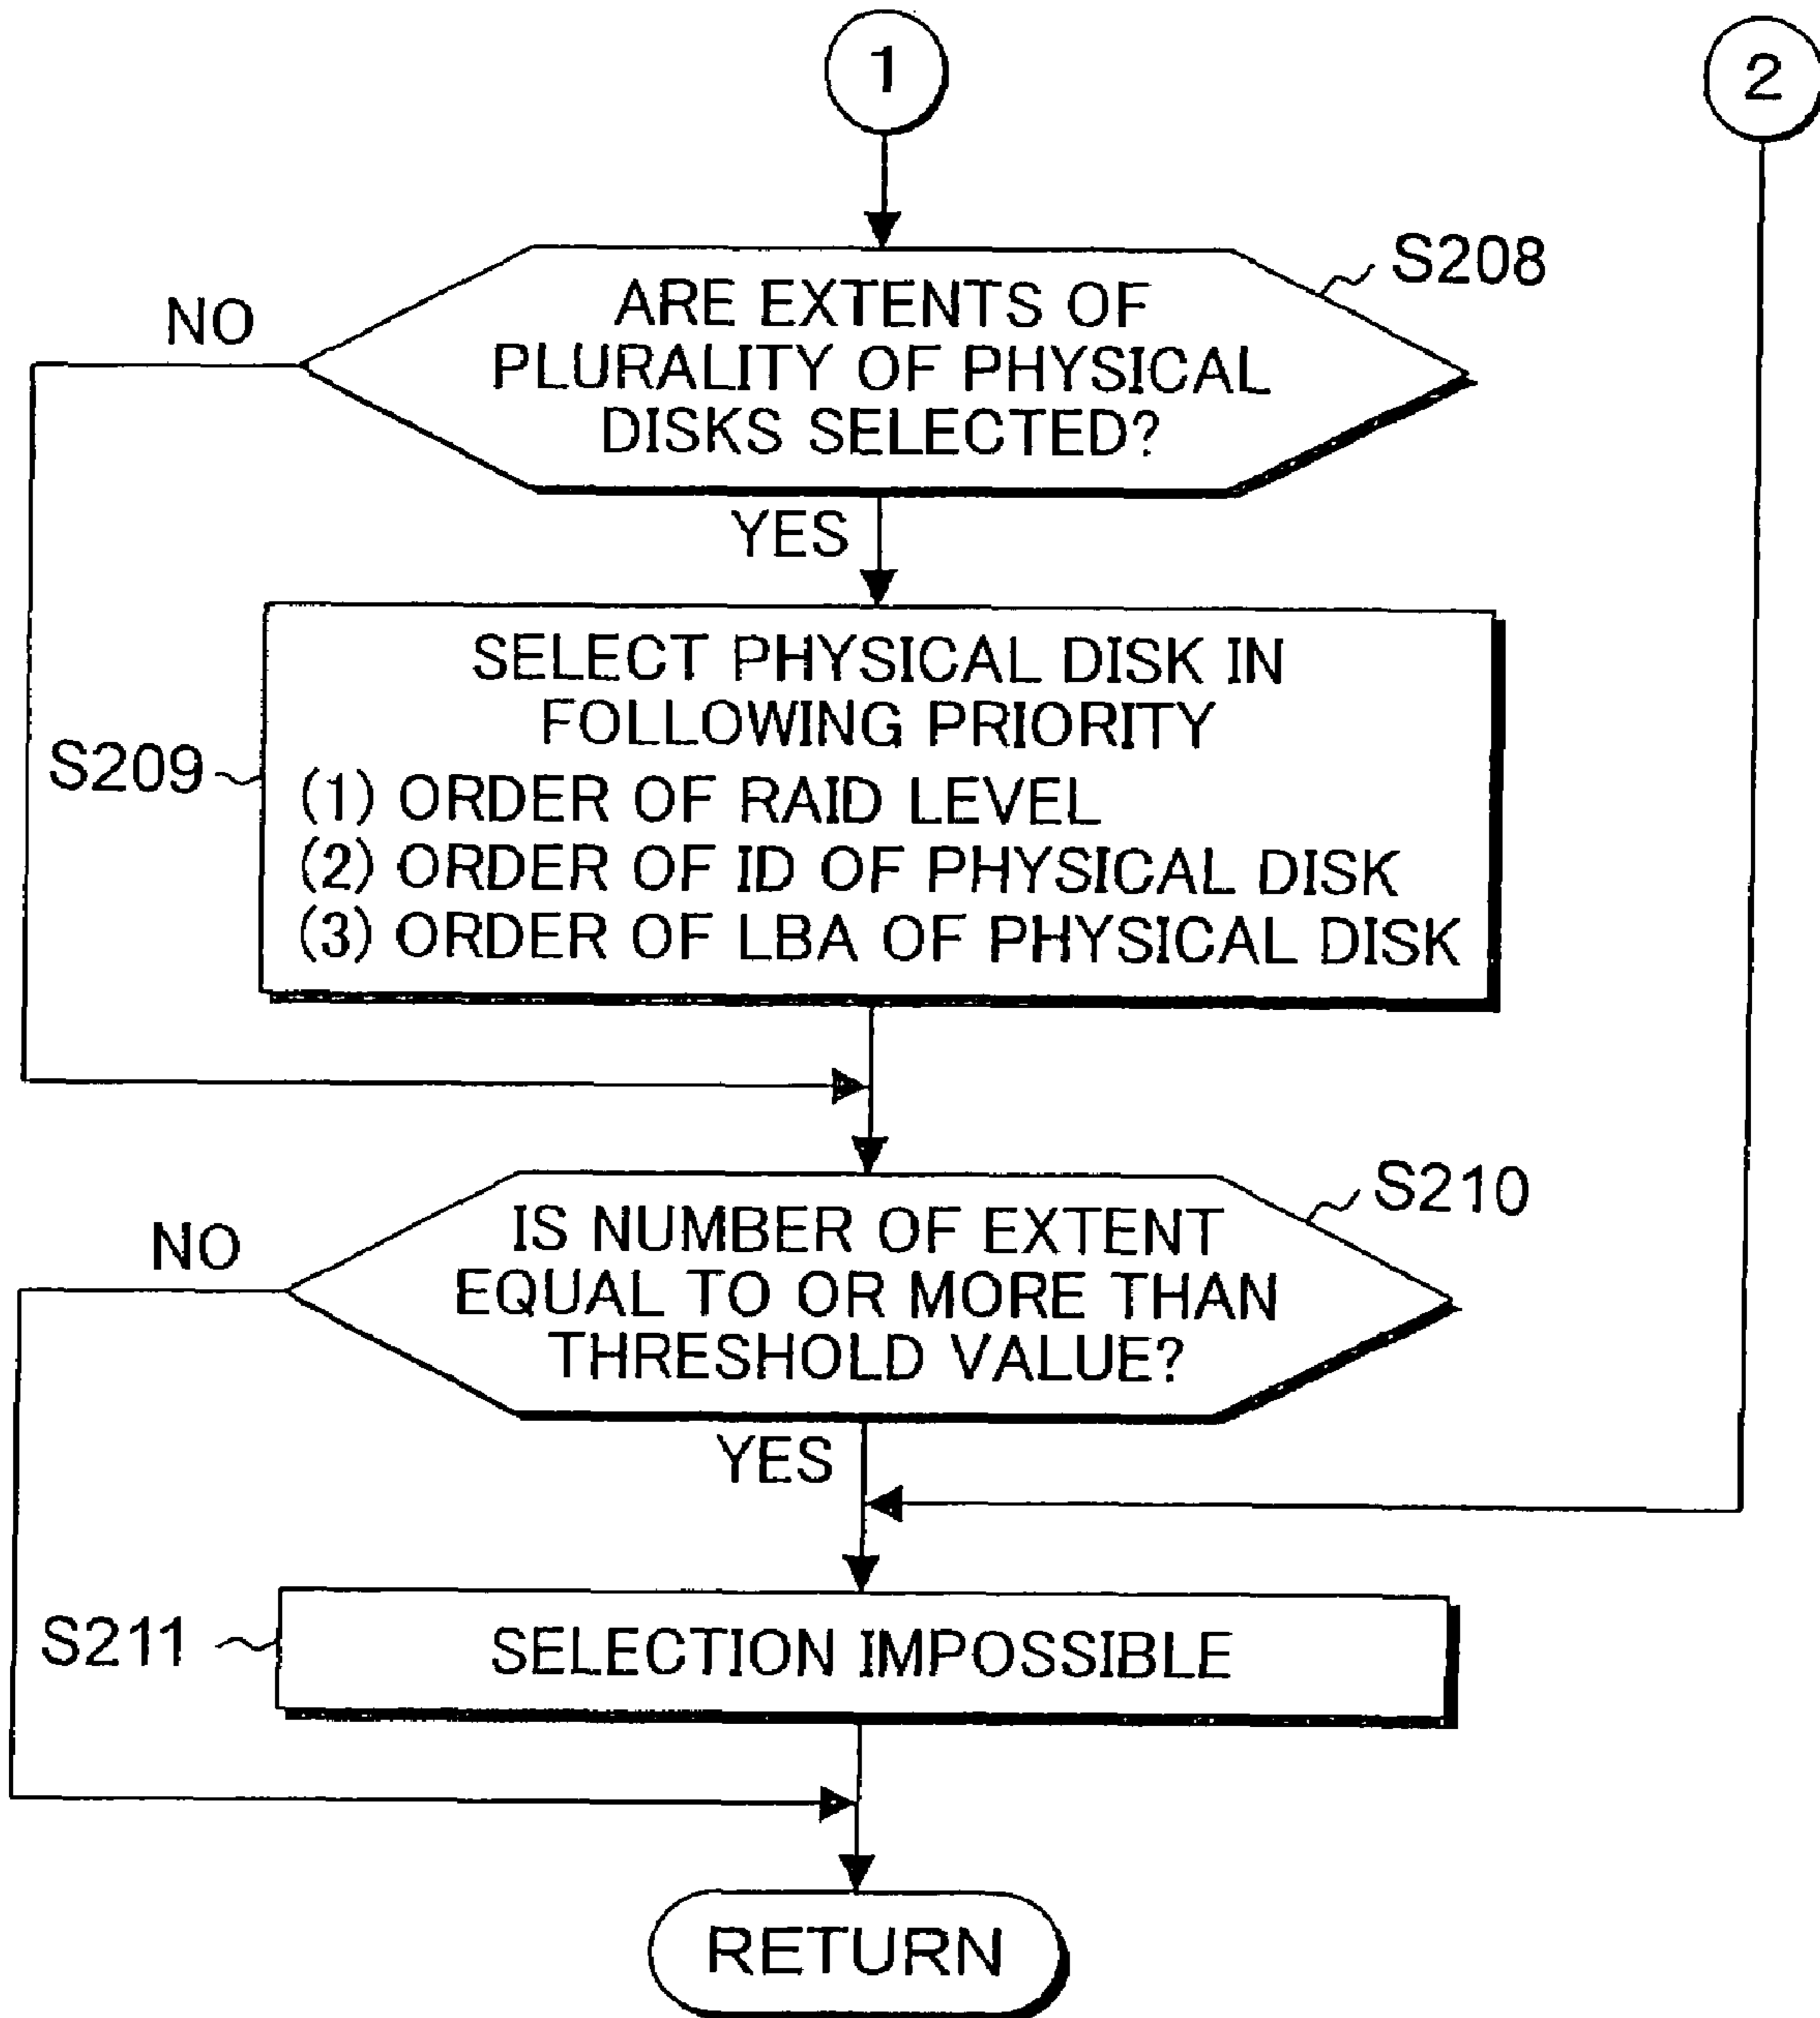 1
2
S208
ARE EXTENTS OF
PLURALITY OF PHYSICAL
DISKS SELECTED?
NO
YES
S209
SELECT PHYSICAL DISK IN
FOLLOWING PRIORITY
(1) ORDER OF RAID LEVEL
(2) ORDER OF ID OF PHYSICAL DISK
(3) ORDER OF LBA OF PHYSICAL DISK
S210
IS NUMBER OF EXTENT
EQUAL TO OR MORE THAN
THRESHOLD VALUE?
NO
YES
S211
SELECTION IMPOSSIBLE
RETURN